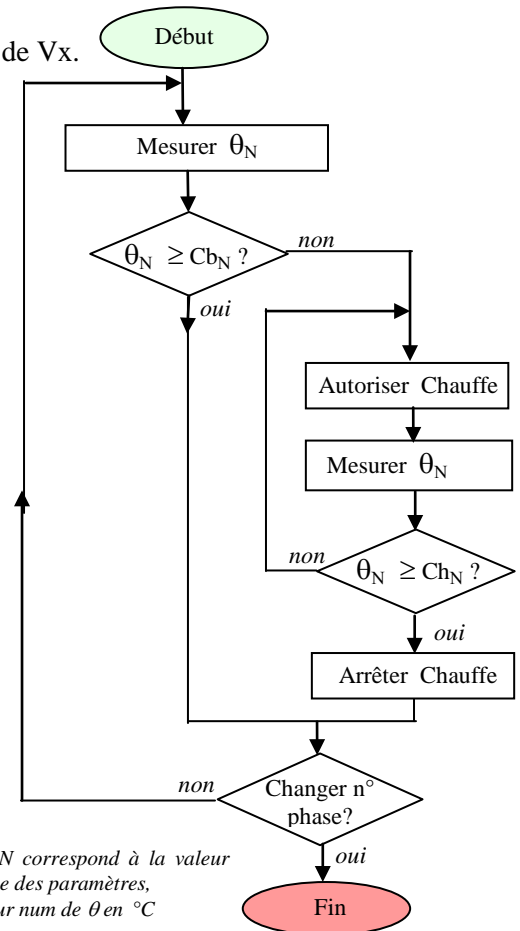 Début
de Vx.
Mesurer θN
θN ≥ CbN ?
non
oui
Autoriser Chauffe
Mesurer θN
non
θN ≥ ChN ?
oui
Arrêter Chauffe
non
Changer n°
phase?
N correspond à la valeur
e des paramètres,
ur num de θ en °C
oui
Fin